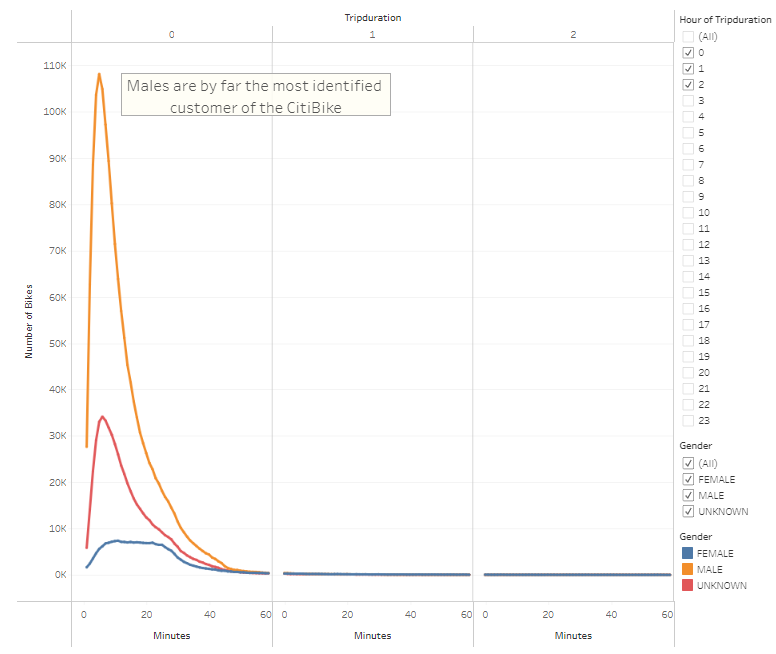 Tripduration
0 1 2
110K
100K
90K
80K
70K
60K
50K
40K
30K
20K
10K
0K
Number of Bikes
Males are by far the most identified
customer of the CitiBike
0 20 40 60 0 20 40 60 0 20 40 60
Minutes Minutes Minutes
Hour of Tripduration
(All)
0
1
2
3
4
5
6
7
8
9
10
11
12
13
14
15
16
17
18
19
20
21
22
23
Gender
(All)
FEMALE
MALE
UNKNOWN
Gender
FEMALE
MALE
UNKNOWN